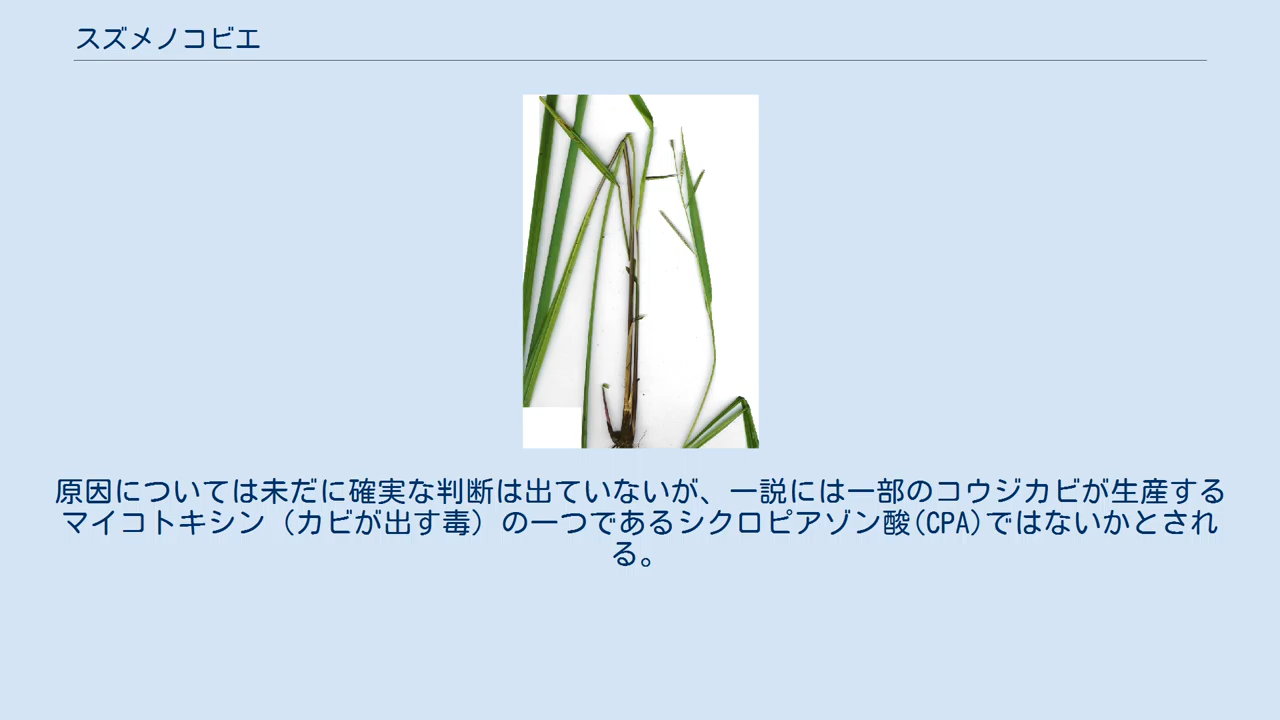 スズメノコビエ
原因については未だに確実な判断は出ていないが、一説には一部のコウジカビが生産する
マイコトキシン（カビが出す毒）の一つであるシクロピアゾン酸(CPA)ではないかとされ
る。